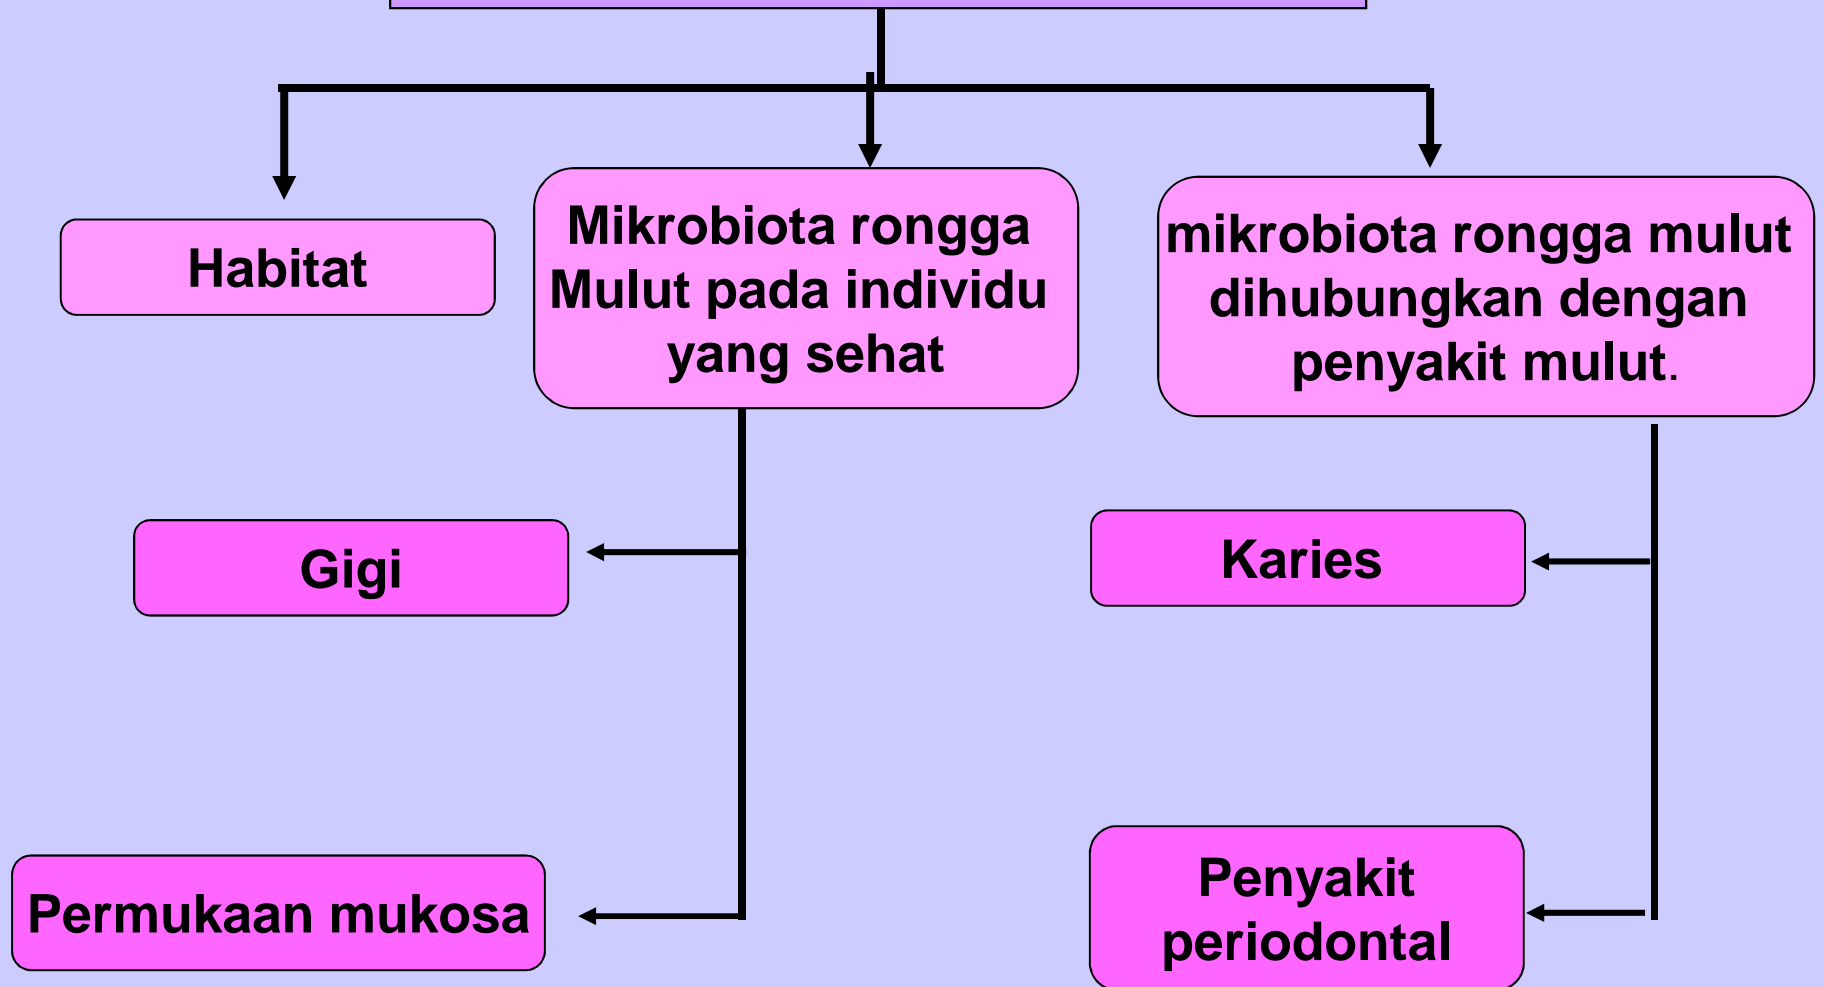 Habitat
Mikrobiota rongga
Mulut pada individu
yang sehat
mikrobiota rongga mulut
dihubungkan dengan
penyakit mulut.
Gigi
Karies
Permukaan mukosa
Penyakit
periodontal